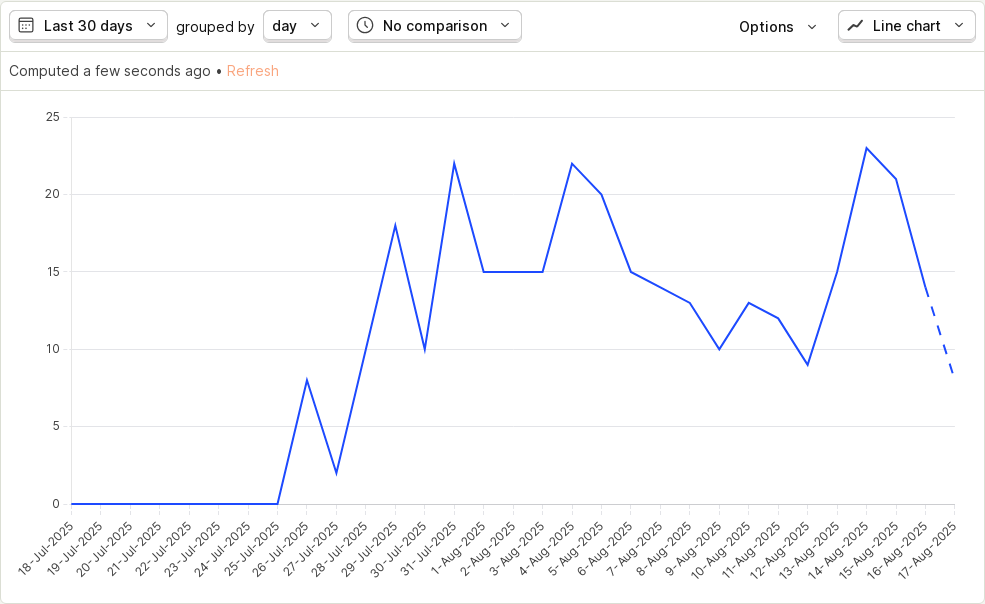 Last 30 days grouped by day No comparison Options Line chart
Computed a few seconds ago • Refresh
25
20
15
10
5
0
18-Jul-2025
19-Jul-2025
20-Jul-2025
21-Jul-2025
22-Jul-2025
23-Jul-2025
24-Jul-2025
25-Jul-2025
26-Jul-2025
27-Jul-2025
28-Jul-2025
29-Jul-2025
30-Jul-2025
31-Jul-2025
1-Aug-2025
2-Aug-2025
3-Aug-2025
4-Aug-2025
5-Aug-2025
6-Aug-2025
7-Aug-2025
8-Aug-2025
9-Aug-2025
10-Aug-2025
11-Aug-2025
12-Aug-2025
13-Aug-2025
14-Aug-2025
15-Aug-2025
16-Aug-2025
17-Aug-2025